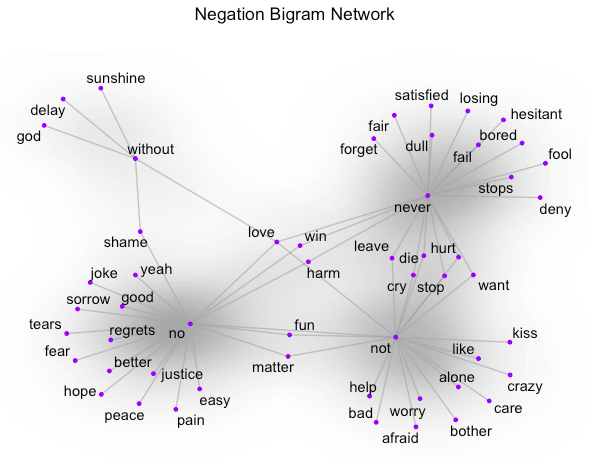 Negation Bigram Network
sunshine
delay
god
without
satisfied
losing
fair
hesitant
forget
dull
bored
fail
fool
stops
deny
never
love
win
shame
harm
leave
die
hurt
cry
stop
want
joke
yeah
sorrow
good
tears
regrets
no
fun
not
kiss
fear
better
justice
matter
like
alone
crazy
hope
easy
help
care
peace
pain
bad
worry
afraid
bother